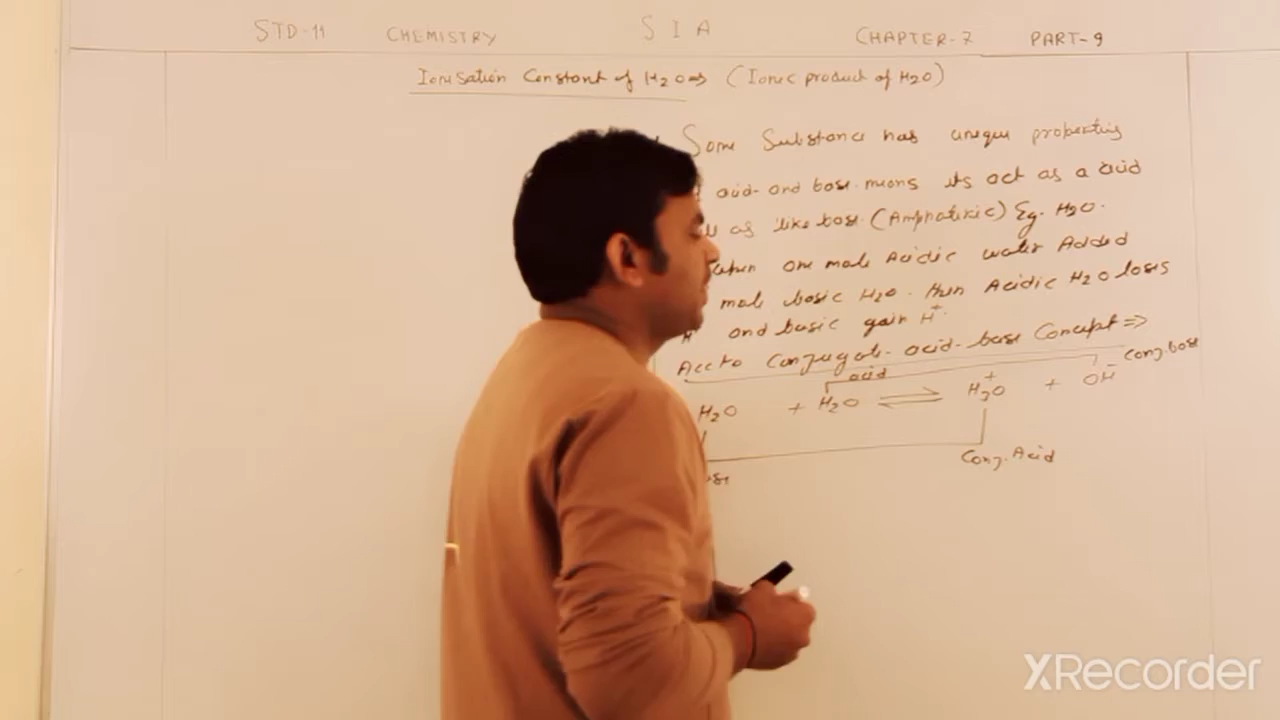 STD-11 CHEMISTRY SIA CHAPTER-7 PART-9
Ionisation Constant of H2O ⇒ (Ionic product of H2O)
Some Substance has unique properties
acid and base means its act as a acid
as like base (Amphoteric) Eg. H2O.
when one mole Acidic water Added
mole basic H2O. then Acidic H2O loses
and basic gain H+.
Acc to Conjugate acid-base Concept ⇒
acid Conj. base
H2O + H2O ⇌ H3O+ + OH-
Conj. Acid
XRecorder